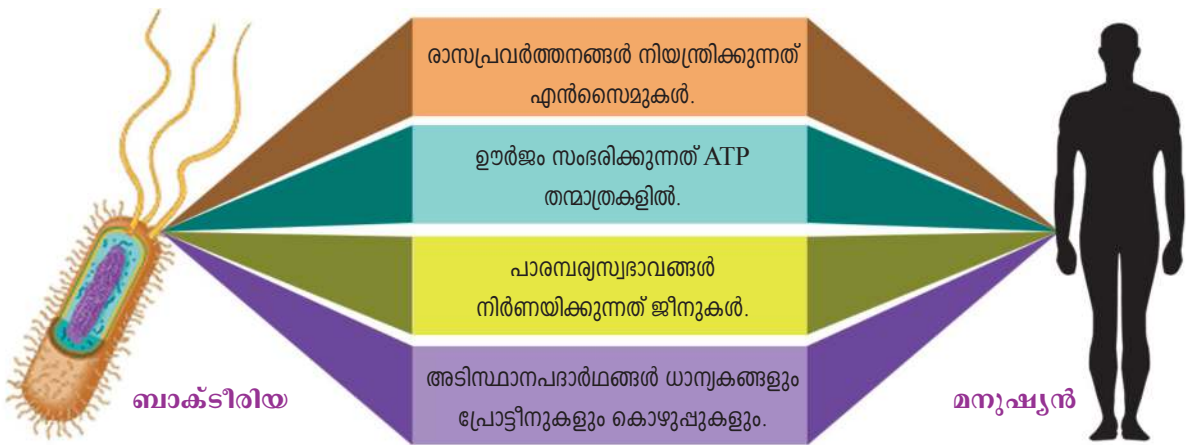 രാസപ്രവർത്തനങ്ങൾ നിയന്ത്രിക്കുന്നത്
എൻസൈമുകൾ.
ഊർജം സംഭരിക്കുന്നത് ATP
തന്മാത്രകളിൽ.
പാരമ്പര്യസ്വഭാവങ്ങൾ
നിർണയിക്കുന്നത് ജീനുകൾ.
അടിസ്ഥാനപദാർഥങ്ങൾ ധാന്യകങ്ങളും
പ്രോട്ടീനുകളും കൊഴുപ്പുകളും.
ബാക്ടീരിയ
മനുഷ്യൻ